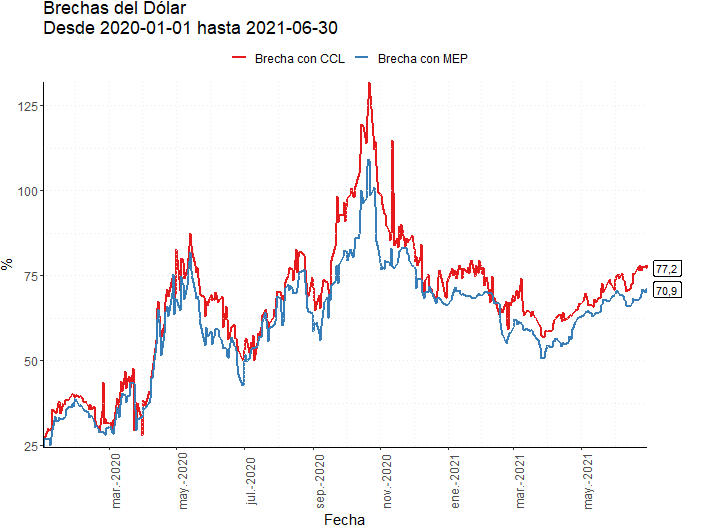 Brechas del Dólar
Desde 2020-01-01 hasta 2021-06-30
Brecha con CCL
Brecha con MEP
%
125
100
75
50
25
77,2
70,9
mar.-2020
may.-2020
jul.-2020
sep.-2020
nov.-2020
ene.-2021
mar.-2021
may.-2021
Fecha